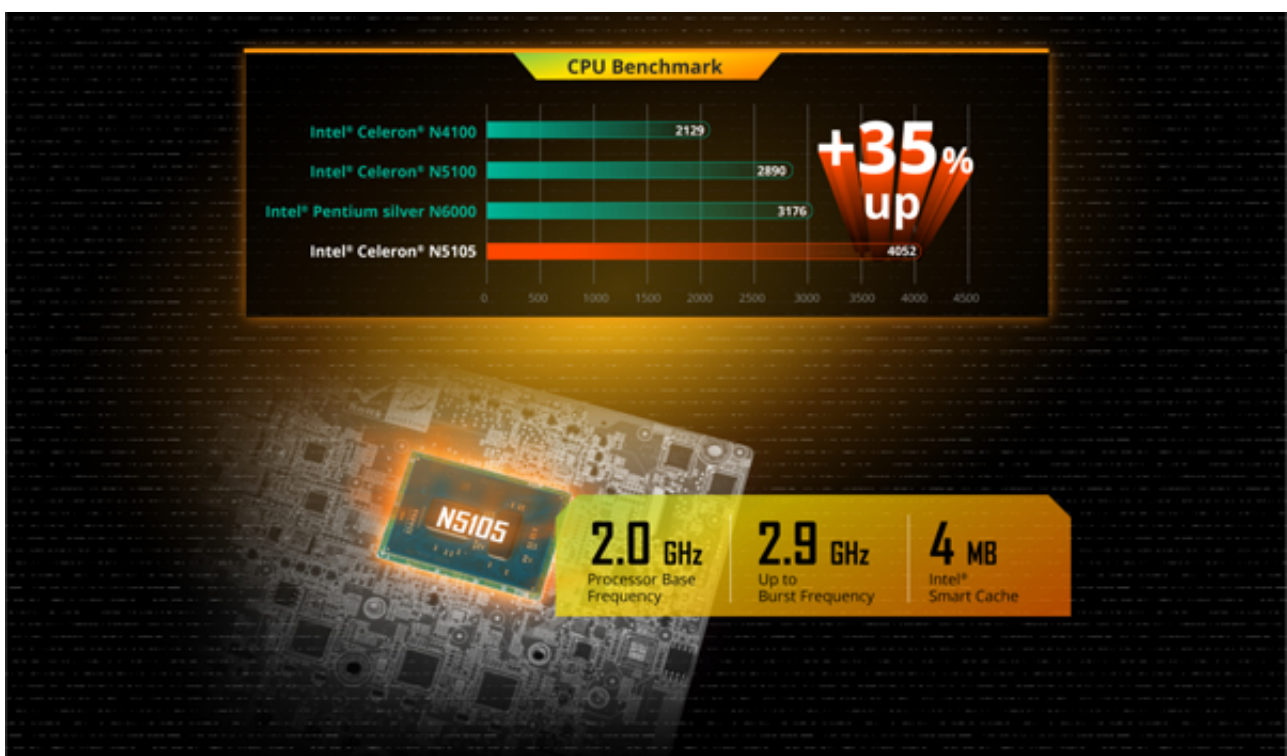 CPU Benchmark
Intel® Celeron® N4100 2129
Intel® Celeron® N5100 2890
Intel® Pentium silver N6000 3176
Intel® Celeron® N5105 4052
+35% up
0 500 1000 1500 2000 2500 3000 3500 4000 4500
N5105
2.0 GHz
Processor Base
Frequency
2.9 GHz
Up to
Burst Frequency
4 MB
Intel®
Smart Cache